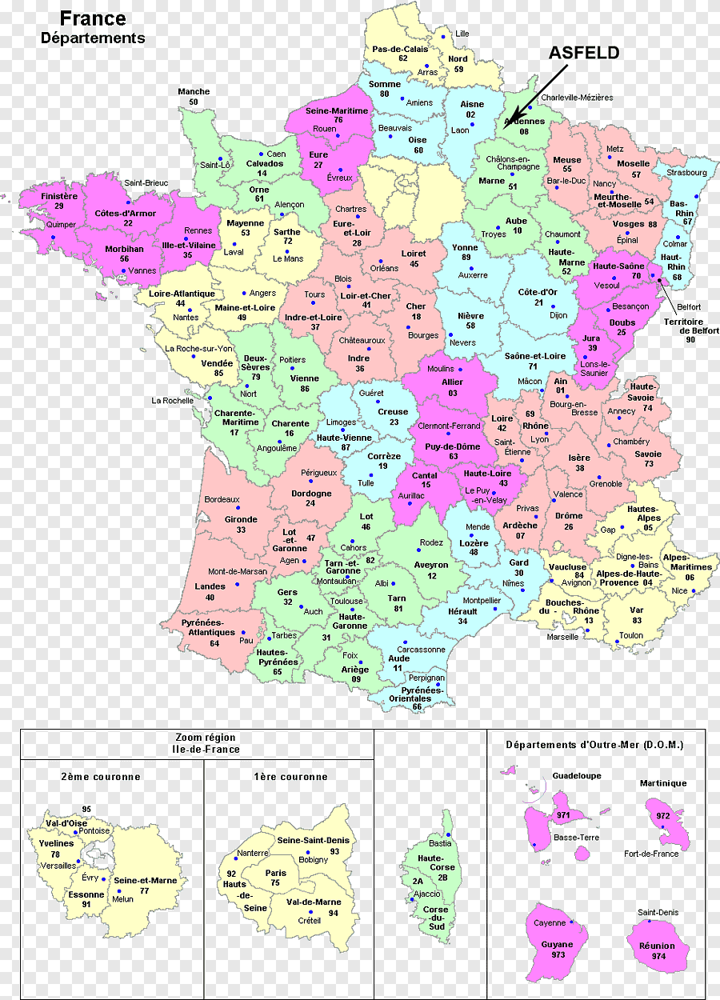 France
Départements
Lille
Pas-de-Calais
62
Nord
59
Arras
ASFELD
Somme
80
Amiens
Aisne
02
Laon
Charleville-Mézières
Ardennes
08
Manche
50
Seine-Maritime
76
Rouen
Beauvais
Oise
60
Eure
27
Évreux
Saint-Lô
Caen
Calvados
14
Orne
61
Alençon
Châlons-en-
Champagne
Marne
51
Meuse
55
Bar-le-Duc
Metz
Moselle
57
Nancy
Meurthe-
et-Moselle
54
Strasbourg
Bas-
Rhin
67
Vosges 88
Épinal
Colmar
Haut-
Rhin
68
Finistère
29
Quimper
Saint-Brieuc
Côtes-d'Armor
22
Morbihan
56
Vannes
Rennes
Ille-et-Vilaine
35
Mayenne
53
Laval
Sarthe
72
Le Mans
Chartres
Eure-
et-Loir
28
Loiret
45
Orléans
Yonne
89
Auxerre
Aube
10
Troyes
Chaumont
Haute-
Marne
52
Haute-Saône
70
Vesoul
Belfort
Territoire
de Belfort
90
Besançon
Doubs
25
Jura
39
Lons-le-
Saunier
Côte-d'Or
21
Dijon
Nièvre
58
Nevers
Saône-et-Loire
71
Mâcon
Loire-Atlantique
44
Nantes
Angers
Maine-et-Loire
49
Tours
Indre-et-Loire
37
Blois
Loir-et-Cher
41
Cher
18
Bourges
Châteauroux
Indre
36
La Roche-sur-Yon
Vendée
85
Deux-
Sèvres
79
Niort
Poitiers
Vienne
86
La Rochelle
Charente-
Maritime
17
Charente
16
Angoulême
Limoges
Haute-Vienne
87
Guéret
Creuse
23
Corrèze
19
Tulle
Moulins
Allier
03
Clermont-Ferrand
Puy-de-Dôme
63
Cantal
15
Aurillac
Haute-Loire
43
Le Puy
-en-Velay
Loire
42
Saint-
Étienne
69
Rhône
Lyon
Ain
01
Bourg-en-
Bresse
Haute-
Savoie
74
Annecy
Chambéry
Savoie
73
Isère
38
Grenoble
Privas
Ardèche
07
Valence
Drôme
26
Hautes-
Alpes
05
Gap
Bordeaux
Gironde
33
Périgueux
Dordogne
24
Lot
-et-
Garonne
47
Agen
Mont-de-Marsan
Landes
40
Pyrénées-
Atlantiques
64
Pau
Lot
46
Cahors
Tarn -et-
Garonne
82
Montauban
Gers
32
Auch
Toulouse
Haute-
Garonne
31
Tarbes
Hautes-
Pyrénées
65
Foix
Ariège
09
Albi
Tarn
81
Rodez
Aveyron
12
Mende
Lozère
48
Gard
30
Nîmes
Montpellier
Hérault
34
Carcassonne
Aude
11
Perpignan
Pyrénées-
Orientales
66
Vaucluse
84
Avignon
Digne-les-
Bains
Alpes-de-Haute-
Provence 04
Alpes-
Maritimes
06
Nice
Bouches-
du - Rhône
13
Marseille
Var
83
Toulon
Zoom région
Ile-de-France
2ème couronne
95
Val-d'Oise
Pontoise
Yvelines
78
Versailles
Évry
Essonne
91
Seine-et-Marne
77
Melun
1ère couronne
Nanterre
92
Hauts
-de-
Seine
Seine-Saint-Denis
93
Bobigny
Paris
75
Val-de-Marne
94
Créteil
Bastia
Haute-
Corse
2B
2A
Ajaccio
Corse
-du-
Sud
Départements d'Outre-Mer (D.O.M.)
Guadeloupe
971
Basse-Terre
Martinique
972
Fort-de-France
Cayenne
Guyane
973
Saint-Denis
Réunion
974